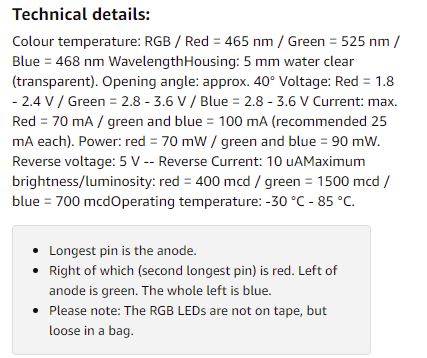 Technical details:
Colour temperature: RGB / Red = 465 nm / Green = 525 nm /
Blue = 468 nm WavelengthHousing: 5 mm water clear
(transparent). Opening angle: approx. 40° Voltage: Red = 1.8
- 2.4 V / Green = 2.8 - 3.6 V / Blue = 2.8 - 3.6 V Current: max.
Red = 70 mA / green and blue = 100 mA (recommended 25
mA each). Power: red = 70 mW / green and blue = 90 mW.
Reverse voltage: 5 V -- Reverse Current: 10 uAMaximum
brightness/luminosity: red = 400 mcd / green = 1500 mcd /
blue = 700 mcdOperating temperature: -30 °C - 85 °C.
• Longest pin is the anode.
• Right of which (second longest pin) is red. Left of
anode is green. The whole left is blue.
• Please note: The RGB LEDs are not on tape, but
loose in a bag.